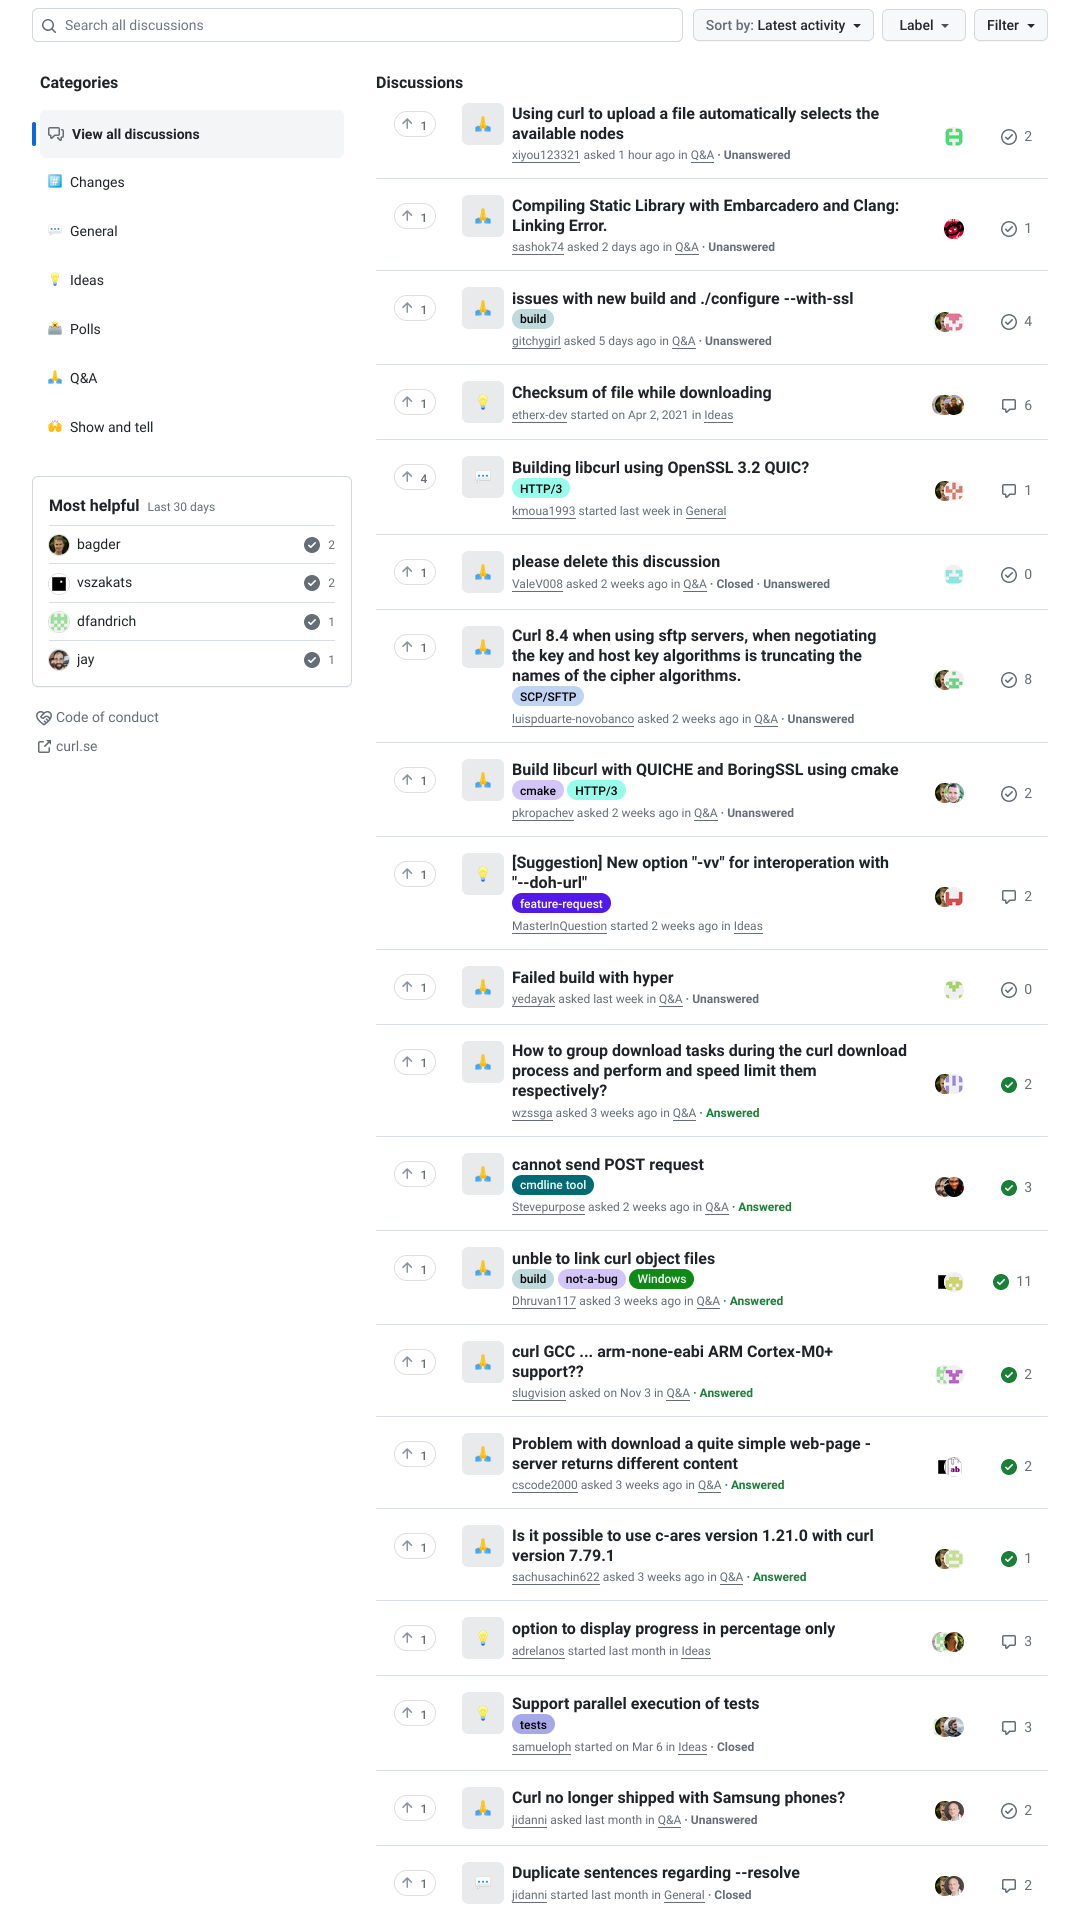 Search all discussions
Sort by: Latest activity
Label
Filter
Categories
View all discussions
Changes
General
Ideas
Polls
Q&A
Show and tell
Most helpful Last 30 days
bagder 2
vszakats 2
dfandrich 1
jay 1
Code of conduct
curl.se
Discussions
1
Using curl to upload a file automatically selects the
available nodes
xiyou123321 asked 1 hour ago in Q&A · Unanswered
2
1
Compiling Static Library with Embarcadero and Clang:
Linking Error.
sashok74 asked 2 days ago in Q&A · Unanswered
1
1
issues with new build and ./configure --with-ssl
build
gitchygirl asked 5 days ago in Q&A · Unanswered
4
1
Checksum of file while downloading
etherx-dev started on Apr 2, 2021 in Ideas
6
4
Building libcurl using OpenSSL 3.2 QUIC?
HTTP/3
kmoua1993 started last week in General
1
1
please delete this discussion
ValeV008 asked 2 weeks ago in Q&A · Closed · Unanswered
0
1
Curl 8.4 when using sftp servers, when negotiating
the key and host key algorithms is truncating the
names of the cipher algorithms.
SCP/SFTP
luispduarte-novobanco asked 2 weeks ago in Q&A · Unanswered
8
1
Build libcurl with QUICHE and BoringSSL using cmake
cmake HTTP/3
pkropachev asked 2 weeks ago in Q&A · Unanswered
2
1
[Suggestion] New option "-vv" for interoperation with
"--doh-url"
feature-request
MasterInQuestion started 2 weeks ago in Ideas
2
1
Failed build with hyper
yedayak asked last week in Q&A · Unanswered
0
1
How to group download tasks during the curl download
process and perform and speed limit them
respectively?
wzssga asked 3 weeks ago in Q&A · Answered
2
1
cannot send POST request
cmdline tool
Stevepurpose asked 2 weeks ago in Q&A · Answered
3
1
unble to link curl object files
build not-a-bug Windows
Dhruvan117 asked 3 weeks ago in Q&A · Answered
11
1
curl GCC ... arm-none-eabi ARM Cortex-M0+
support??
slugvision asked on Nov 3 in Q&A · Answered
2
1
Problem with download a quite simple web-page -
server returns different content
cscode2000 asked 3 weeks ago in Q&A · Answered
ab
2
1
Is it possible to use c-ares version 1.21.0 with curl
version 7.79.1
sachusachin622 asked 3 weeks ago in Q&A · Answered
1
1
option to display progress in percentage only
adrelanos started last month in Ideas
3
1
Support parallel execution of tests
tests
samueloph started on Mar 6 in Ideas · Closed
3
1
Curl no longer shipped with Samsung phones?
jidanni asked last month in Q&A · Unanswered
2
1
Duplicate sentences regarding --resolve
jidanni started last month in General · Closed
2